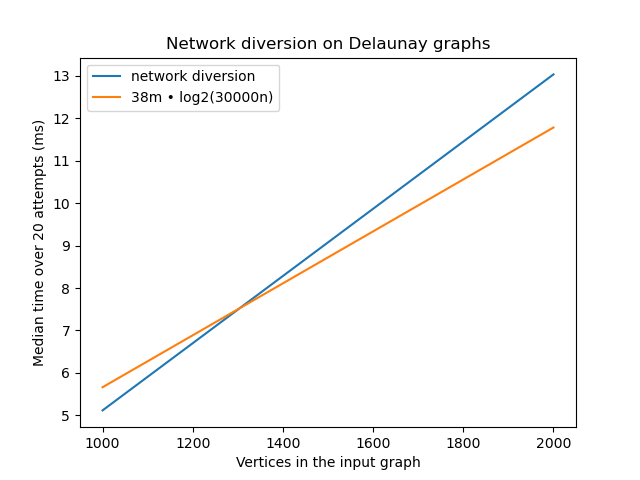 Network diversion on Delaunay graphs
network diversion
38m • log2(30000n)
Median time over 20 attempts (ms)
13
12
11
10
9
8
7
6
5
1000 1200 1400 1600 1800 2000
Vertices in the input graph